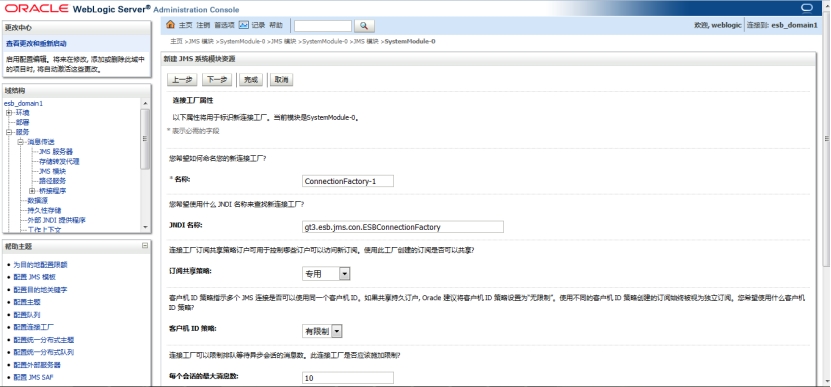 ORACLE WebLogic Server® Administration Console
更改中心
查看更改和重新启动
启用配置编辑。将来在修改, 添加或删除此域中的项目时, 将自动激活这些更改。
域结构
esb_domain1
环境
部署
服务
消息传送
JMS 服务器
存储转发代理
JMS 模块
路径服务
桥接程序
数据源
持久性存储
外部 JNDI 提供程序
工作上下文
帮助主题
为目的地配置限额
配置 JMS 模板
配置目的地关键字
配置主题
配置队列
配置连接工厂
配置统一分布式主题
配置统一分布式队列
配置外部服务器
配置 JMS SAF
主页 注销 首选项 记录 帮助
欢迎, weblogic 连接到: esb_domain1
主页 >JMS 模块 >SystemModule-0 >JMS 模块 >SystemModule-0 >JMS 模块 >SystemModule-0
新建 JMS 系统模块资源
上一步 下一步 完成 取消
连接工厂属性
以下属性将用于标识新连接工厂。当前模块是SystemModule-0。
* 表示必需的字段
您希望如何命名您的新连接工厂?
* 名称: ConnectionFactory-1
您希望使用什么 JNDI 名称来查找新连接工厂?
JNDI 名称: gt3.esb.jms.con.ESBConnectionFactory
连接工厂订阅共享策略订户可用于控制哪些订户可以访问新订阅。使用此工厂创建的订阅是否可以共享?
订阅共享策略: 专用
客户机 ID 策略指示多个 JMS 连接是否可以使用同一个客户机 ID。如果共享持久订户, Oracle 建议将客户机 ID 策略设置为“无限制”。使用不同的客户机 ID 策略创建的订阅始终被视为独立订阅。您希望使用什么客户机
ID 策略?
客户机 ID 策略: 有限制
连接工厂可以限制排队等待异步会话的消息数。此连接工厂是否应该施加限制?
每个会话的最大消息数: 10